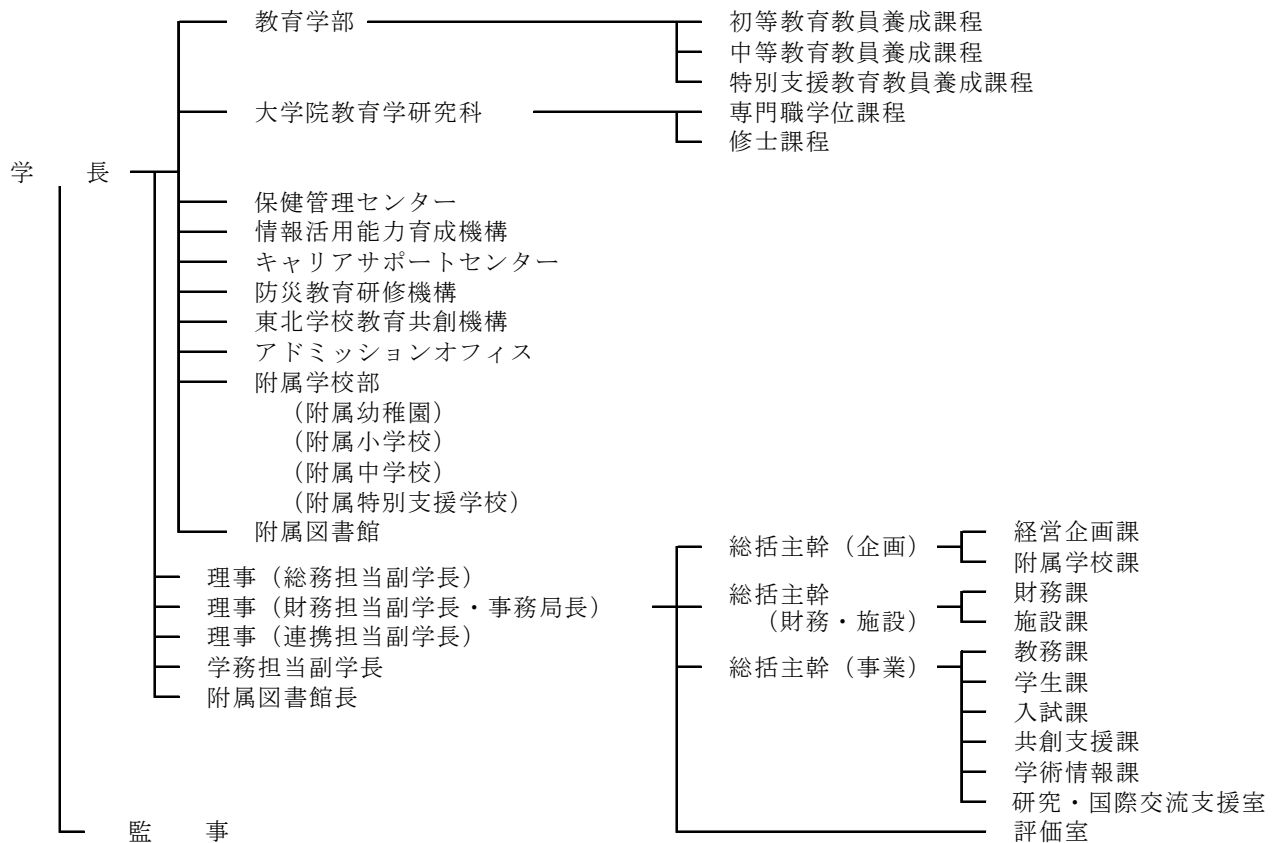 教育学部
初等教育教員養成課程
中等教育教員養成課程
特別支援教育教員養成課程
大学院教育学研究科
専門職学位課程
修士課程
学　長
保健管理センター
情報活用能力育成機構
キャリアサポートセンター
防災教育研修機構
東北学校教育共創機構
アドミッションオフィス
附属学校部
（附属幼稚園）
（附属小学校）
（附属中学校）
（附属特別支援学校）
附属図書館
理事（総務担当副学長）
理事（財務担当副学長・事務局長）
理事（連携担当副学長）
学務担当副学長
附属図書館長
総括主幹（企画）
経営企画課
附属学校課
総括主幹
（財務・施設）
財務課
施設課
総括主幹（事業）
教務課
学生課
入試課
共創支援課
学術情報課
研究・国際交流支援室
評価室
監　事